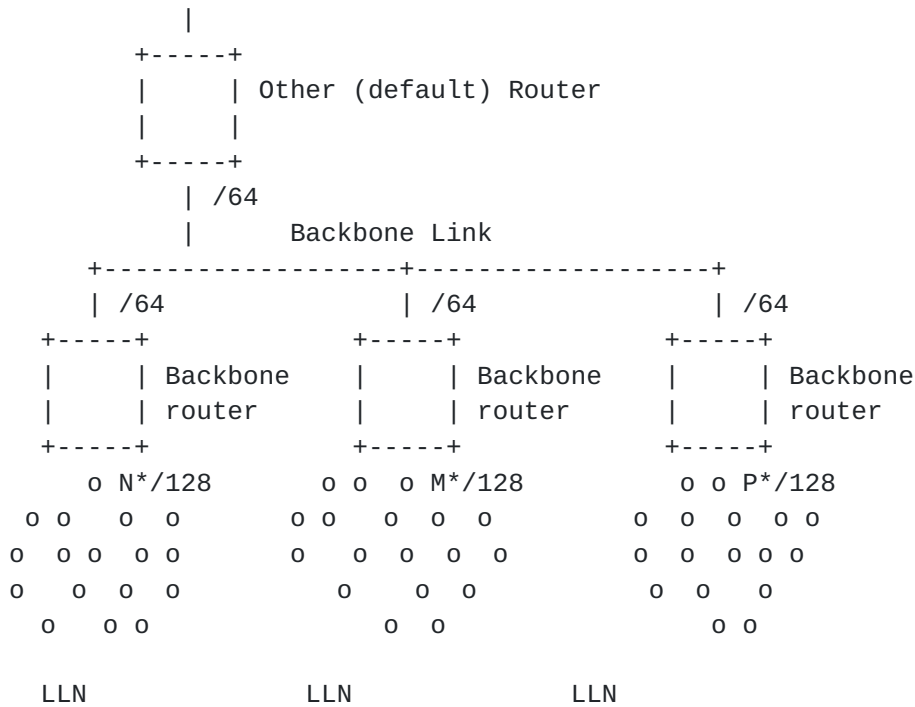 Other (default) Router
/64
Backbone Link
/64 /64 /64
Backbone Backbone Backbone
router router router
o N*/128 o o o M*/128 o o P*/128
o o o o o o o o o o o o o o
o o o o o o o o o o o o o o o
o o o o o o o o o o
o o o o o o o
LLN LLN LLN